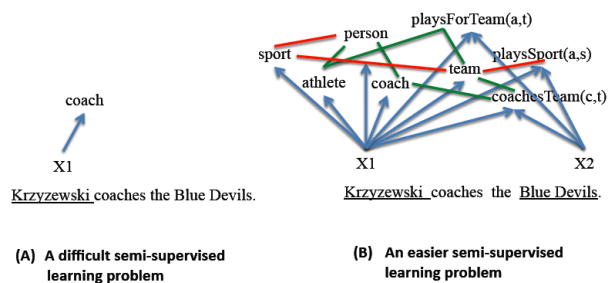 coach
X1
Krzyzewski coaches the Blue Devils.
(A) A difficult semi-supervised
learning problem
person
playsForTeam(a,t)
sport
playsSport(a,s)
team
athlete
coach
coachesTeam(c,t)
X1
X2
Krzyzewski coaches the Blue Devils.
(B) An easier semi-supervised
learning problem